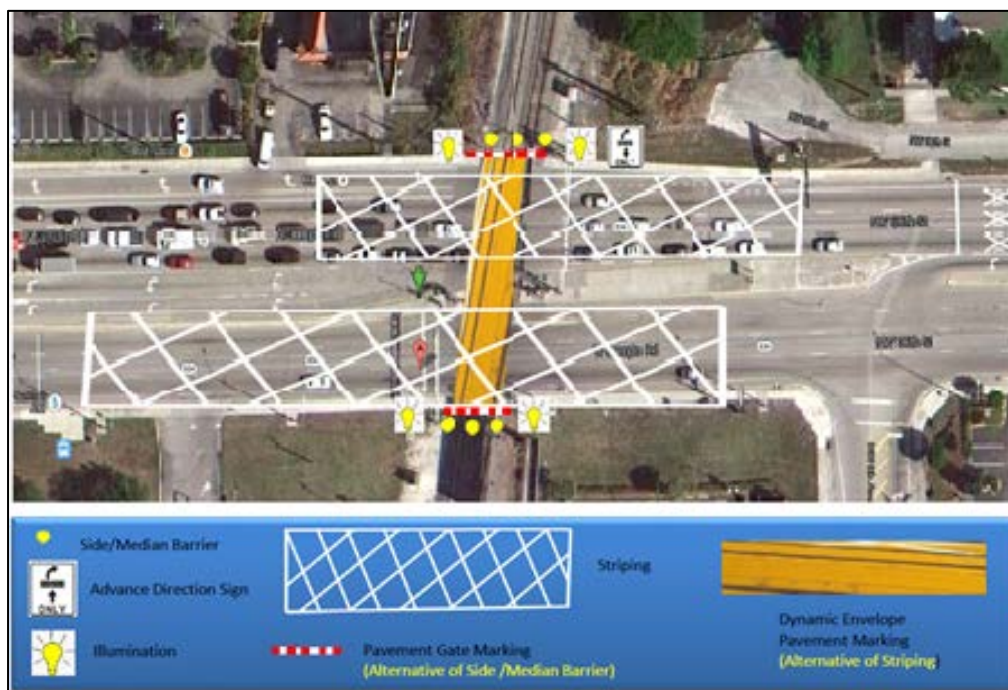 ONLY
Side/Median Barrier
Striping
Advance Direction Sign
ONLY
Dynamic Envelope
Pavement Marking
(Alternative of Striping)
Illumination
Pavement Gate Marking
(Alternative of Side /Median Barrier)